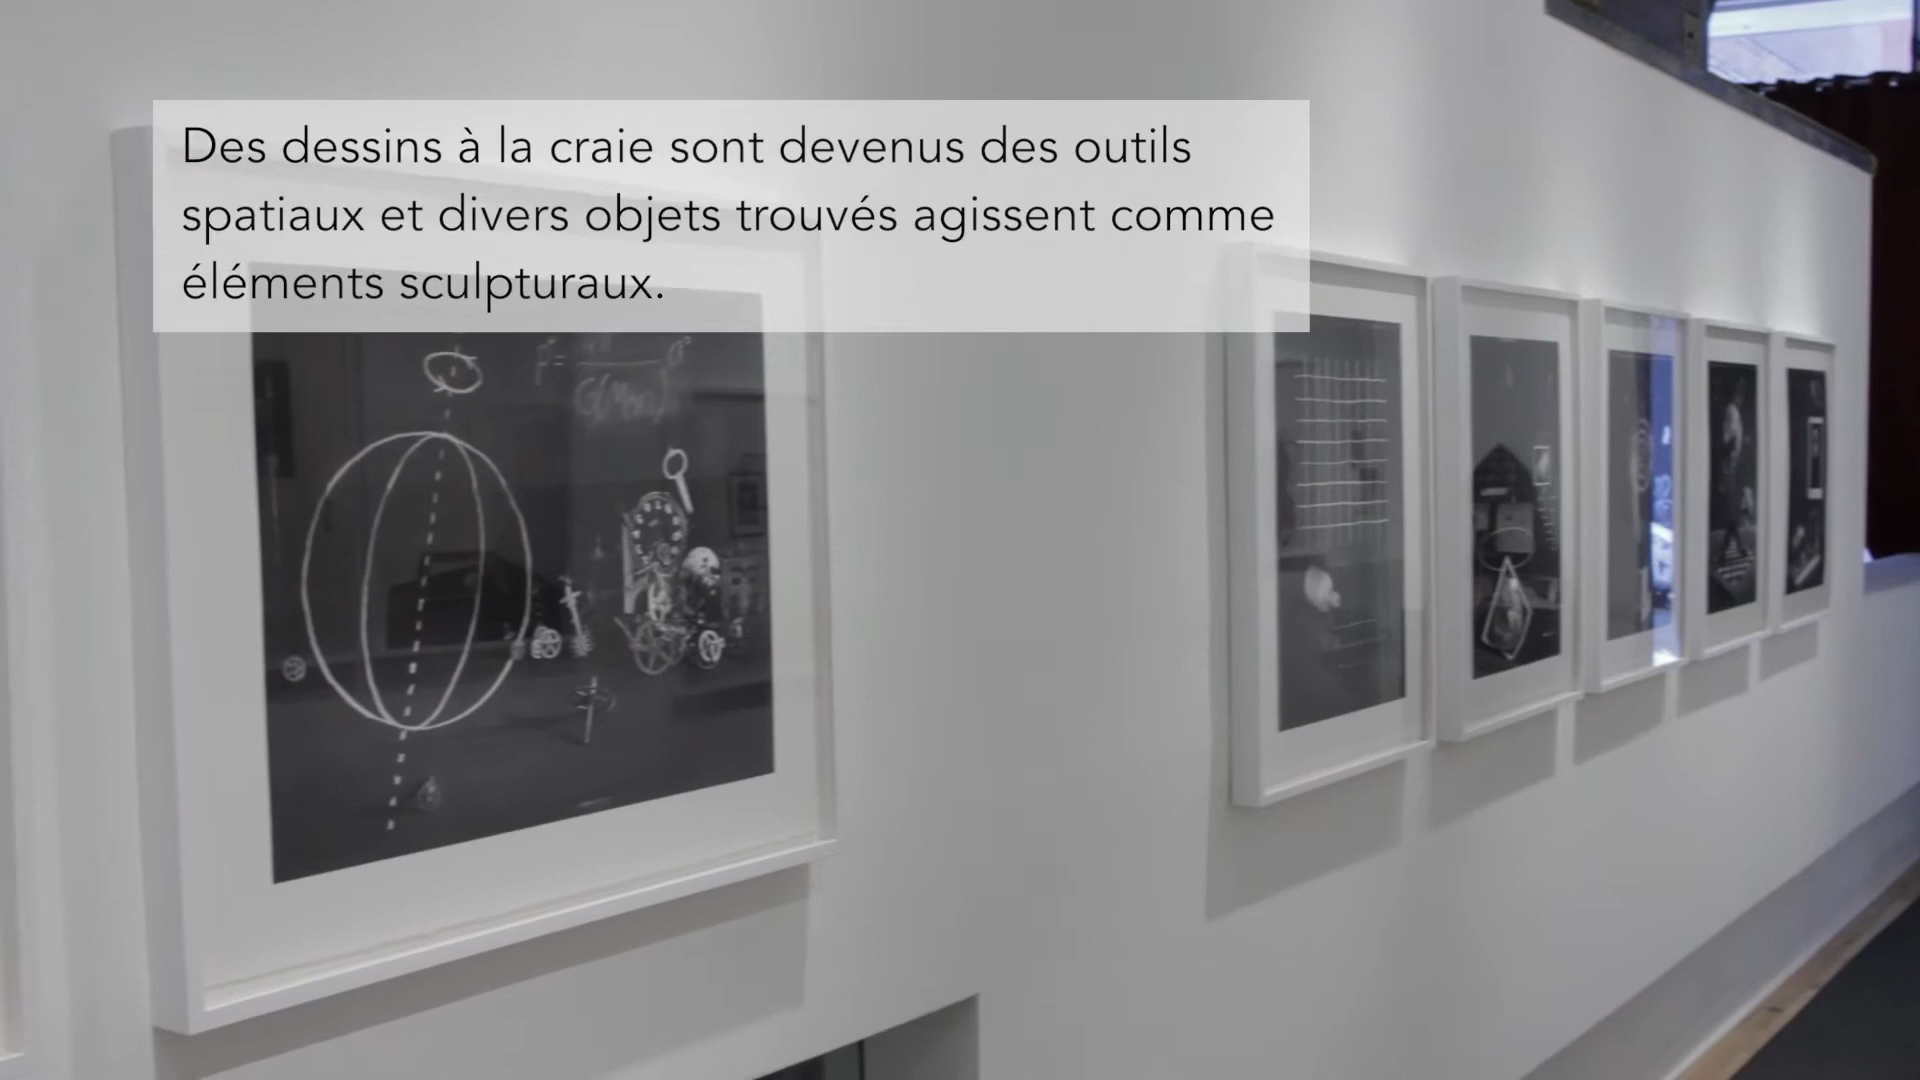 Des dessins à la craie sont devenus des outils
spatiaux et divers objets trouvés agissent comme
éléments sculpturaux.